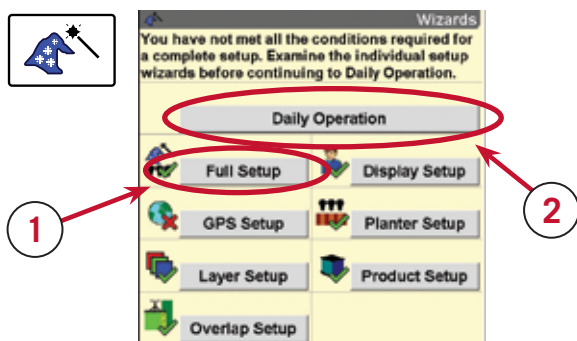 Wizards
You have not met all the conditions required for
a complete setup. Examine the individual setup
wizards before continuing to Daily Operation.
Daily Operation
Full Setup
Display Setup
1
2
GPS Setup
Planter Setup
Layer Setup
Product Setup
Overlap Setup